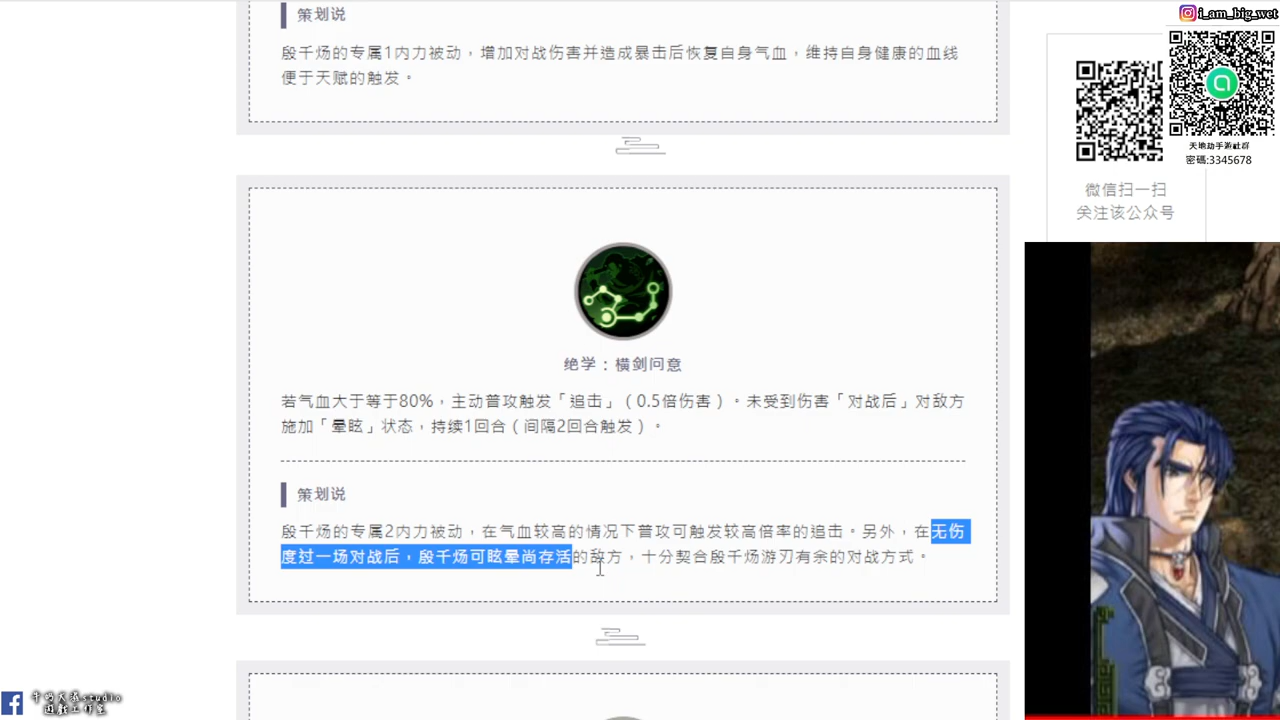 策划说
殷千炀的专属1内力被动，增加对战伤害并造成暴击后恢复自身气血，维持自身健康的血线
便于天赋的触发。
绝学：横剑问意
若气血大于等于80%，主动普攻触发「追击」（0.5倍伤害）。未受到伤害「对战后」对敌方
施加「晕眩」状态，持续1回合（间隔2回合触发）。
策划说
殷千炀的专属2内力被动，在气血较高的情况下普攻可触发较高倍率的追击。另外，在无伤
度过一场对战后，殷千炀可眩晕尚存活的敌方，十分契合殷千炀游刃有余的对战方式。
i_am_big_wet
天地劫手游社群
密碼:3345678
微信扫一扫
关注该公众号
遊戲工作室